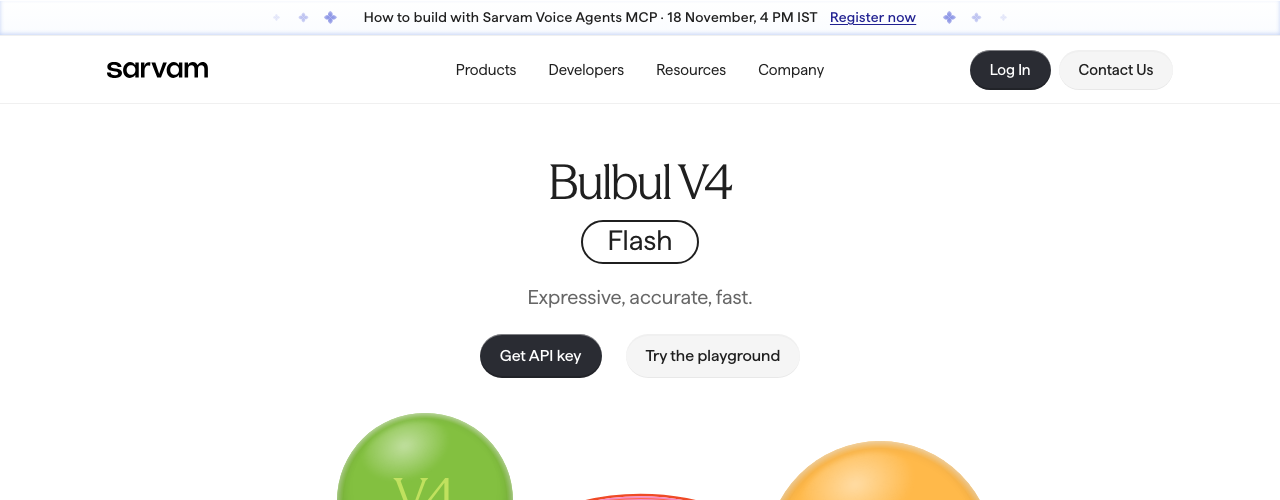 How to build with Sarvam Voice Agents MCP · 18 November, 4 PM IST Register now
sarvam Products Developers Resources Company Log In Contact Us
Bulbul V4
Flash
Expressive, accurate, fast.
Get API key Try the playground
V4